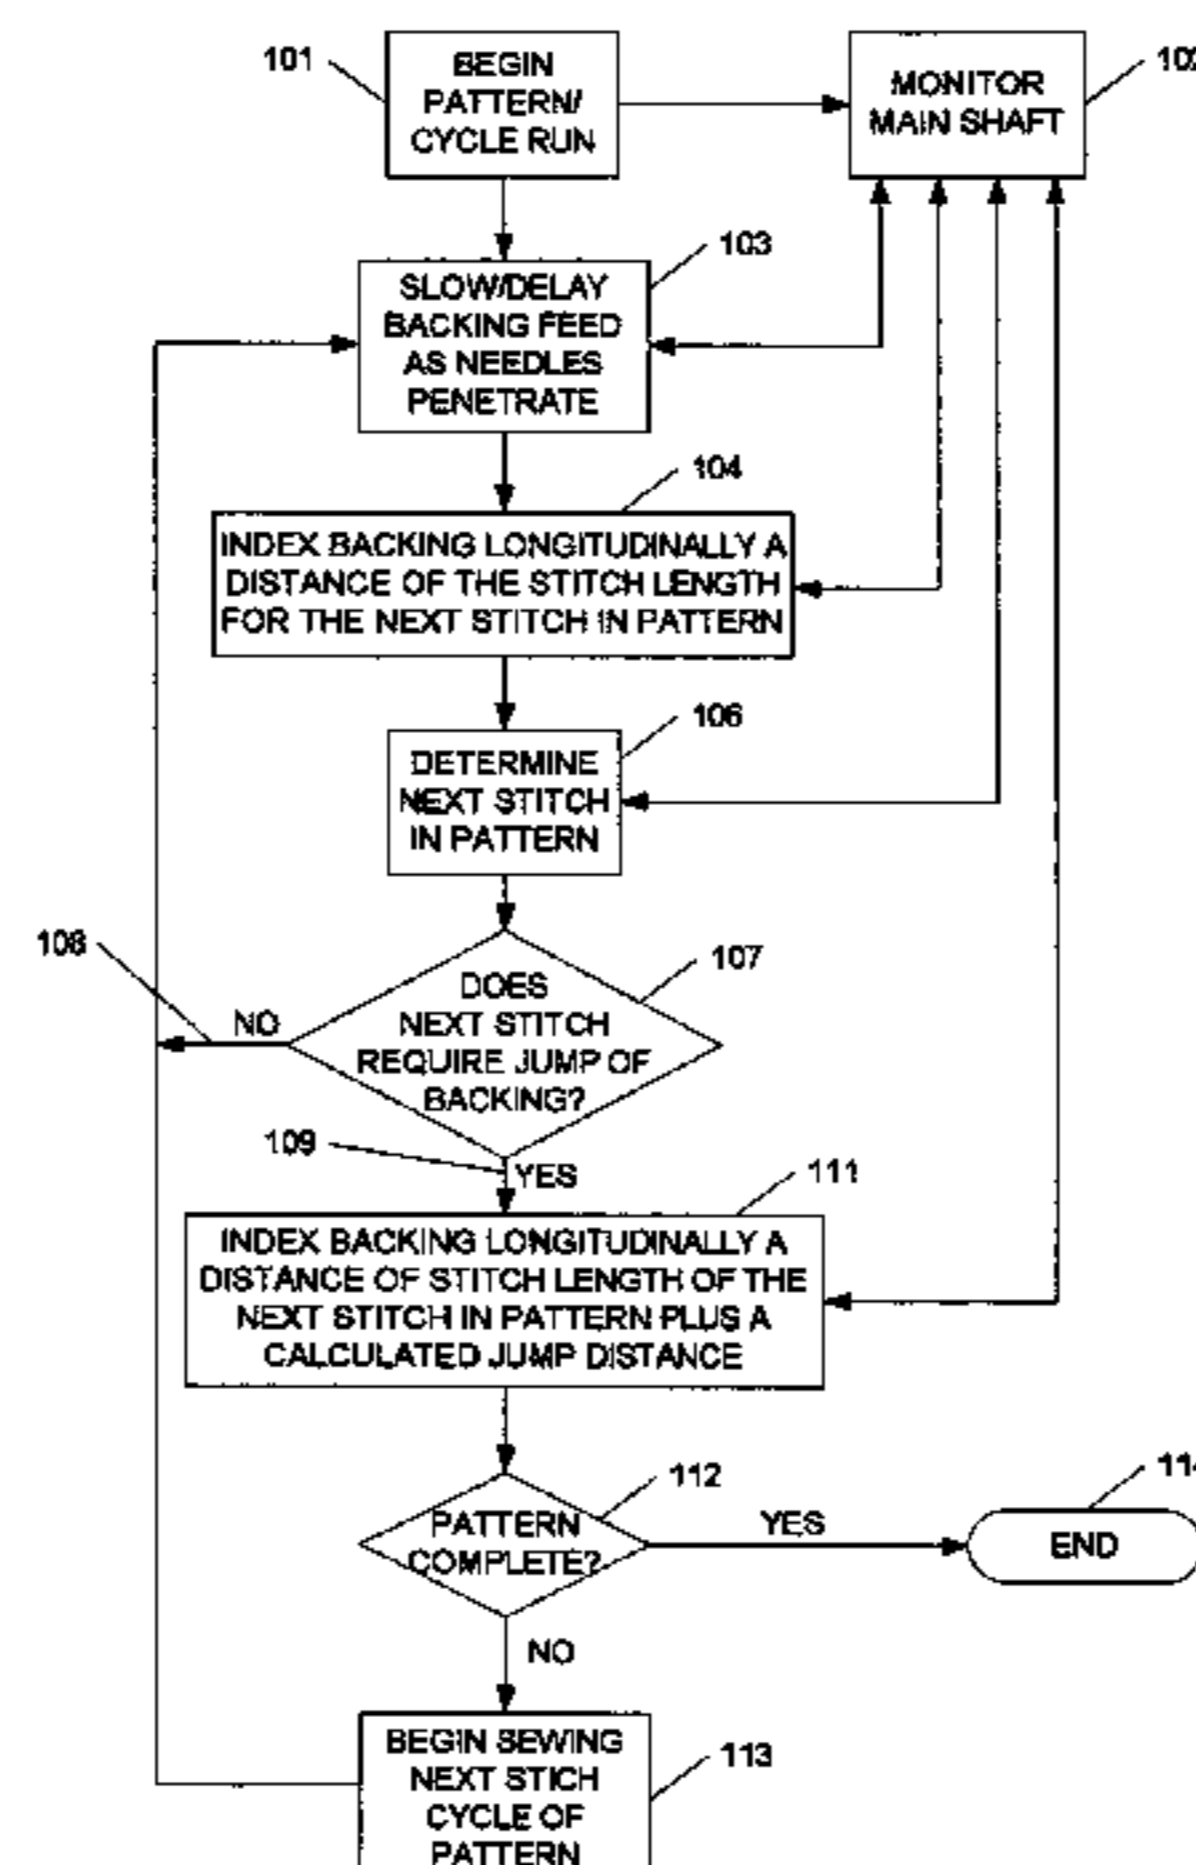 101
BEGIN
PATTERN/
CYCLE RUN
MONITOR
MAIN SHAFT
102
103
SLOW/DELAY
BACKING FEED
AS NEEDLES
PENETRATE
104
INDEX BACKING LONGITUDINALLY A
DISTANCE OF THE STITCH LENGTH
FOR THE NEXT STITCH IN PATTERN
106
DETERMINE
NEXT STITCH
IN PATTERN
108
NO
107
DOES
NEXT STITCH
REQUIRE JUMP OF
BACKING?
109
YES
111
INDEX BACKING LONGITUDINALLY A
DISTANCE OF STITCH LENGTH OF THE
NEXT STITCH IN PATTERN PLUS A
CALCULATED JUMP DISTANCE
112
PATTERN
COMPLETE?
YES
114
END
NO
113
BEGIN SEWING
NEXT STICH
CYCLE OF
PATTERN